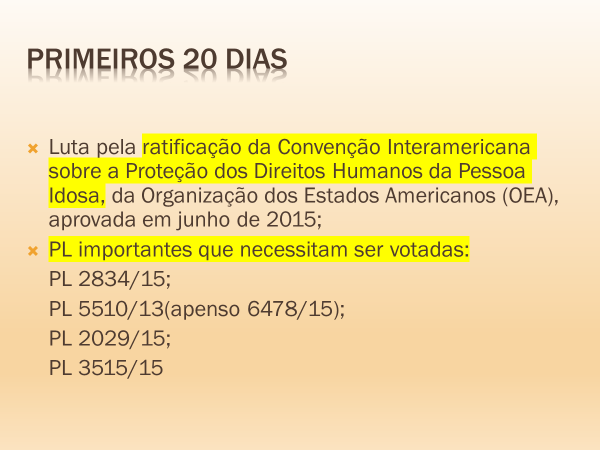 PRIMEIROS 20 DIAS
Luta pela ratificação da Convenção Interamericana
sobre a Proteção dos Direitos Humanos da Pessoa
Idosa, da Organização dos Estados Americanos (OEA),
aprovada em junho de 2015;
PL importantes que necessitam ser votadas:
PL 2834/15;
PL 5510/13(apenso 6478/15);
PL 2029/15;
PL 3515/15